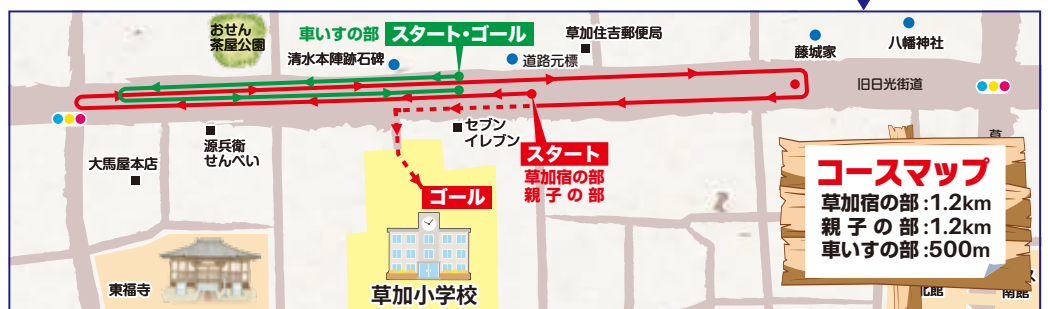 おせん
茶屋公園
車いすの部
スタート・ゴール
清水本陣跡石碑
道路元標
草加住吉郵便局
藤城家
八幡神社
旧日光街道
大馬屋本店
源兵衛
せんべい
セブン
イレブン
スタート
草加宿の部
親子の部
ゴール
コースマップ
草加宿の部:1.2km
親子の部:1.2km
車いすの部:500m
東福寺
草加小学校
草
北館
南館